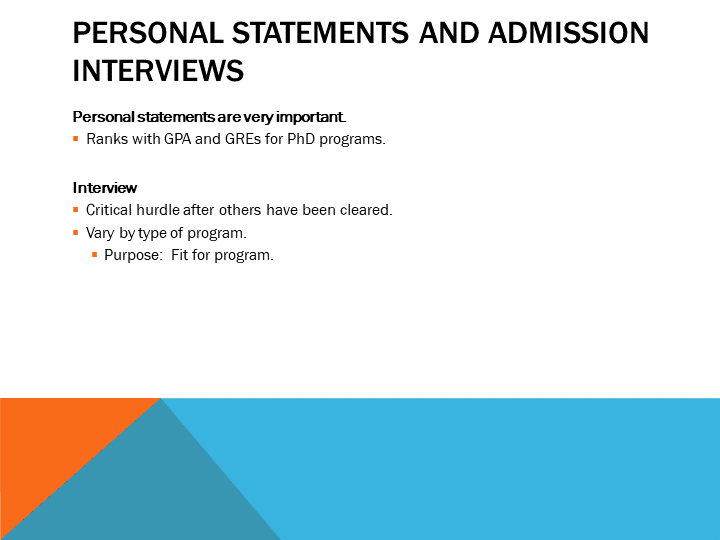 PERSONAL STATEMENTS AND ADMISSION
INTERVIEWS
Personal statements are very important.
▪ Ranks with GPA and GREs for PhD programs.
Interview
▪ Critical hurdle after others have been cleared.
▪ Vary by type of program.
▪ Purpose:  Fit for program.